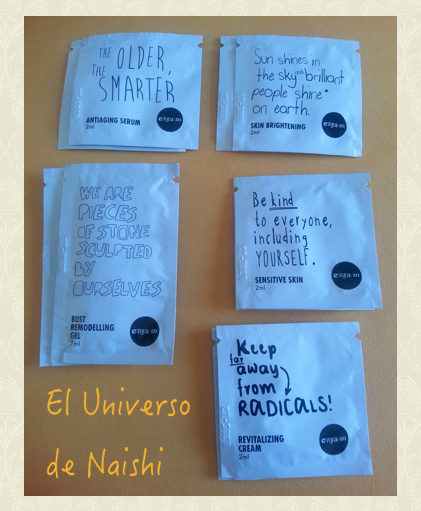 THE OLDER,
THE SMARTER
ANTIAGING SERUM
2ml
Sun shines in
the sky and brilliant
people shine*
on earth.
SKIN BRIGHTENING
2ml
WE ARE
PIECES
OF STONE
SCULPTED
BY
OURSELVES
BUST
REMODELLING
GEL
7ml
Be kind
to everyone,
including
YOURSELF.
SENSITIVE SKIN
2ml
Keep
far away
from
RADICALS!
REVITALIZING
CREAM
2ml
El Universo
de Naishi